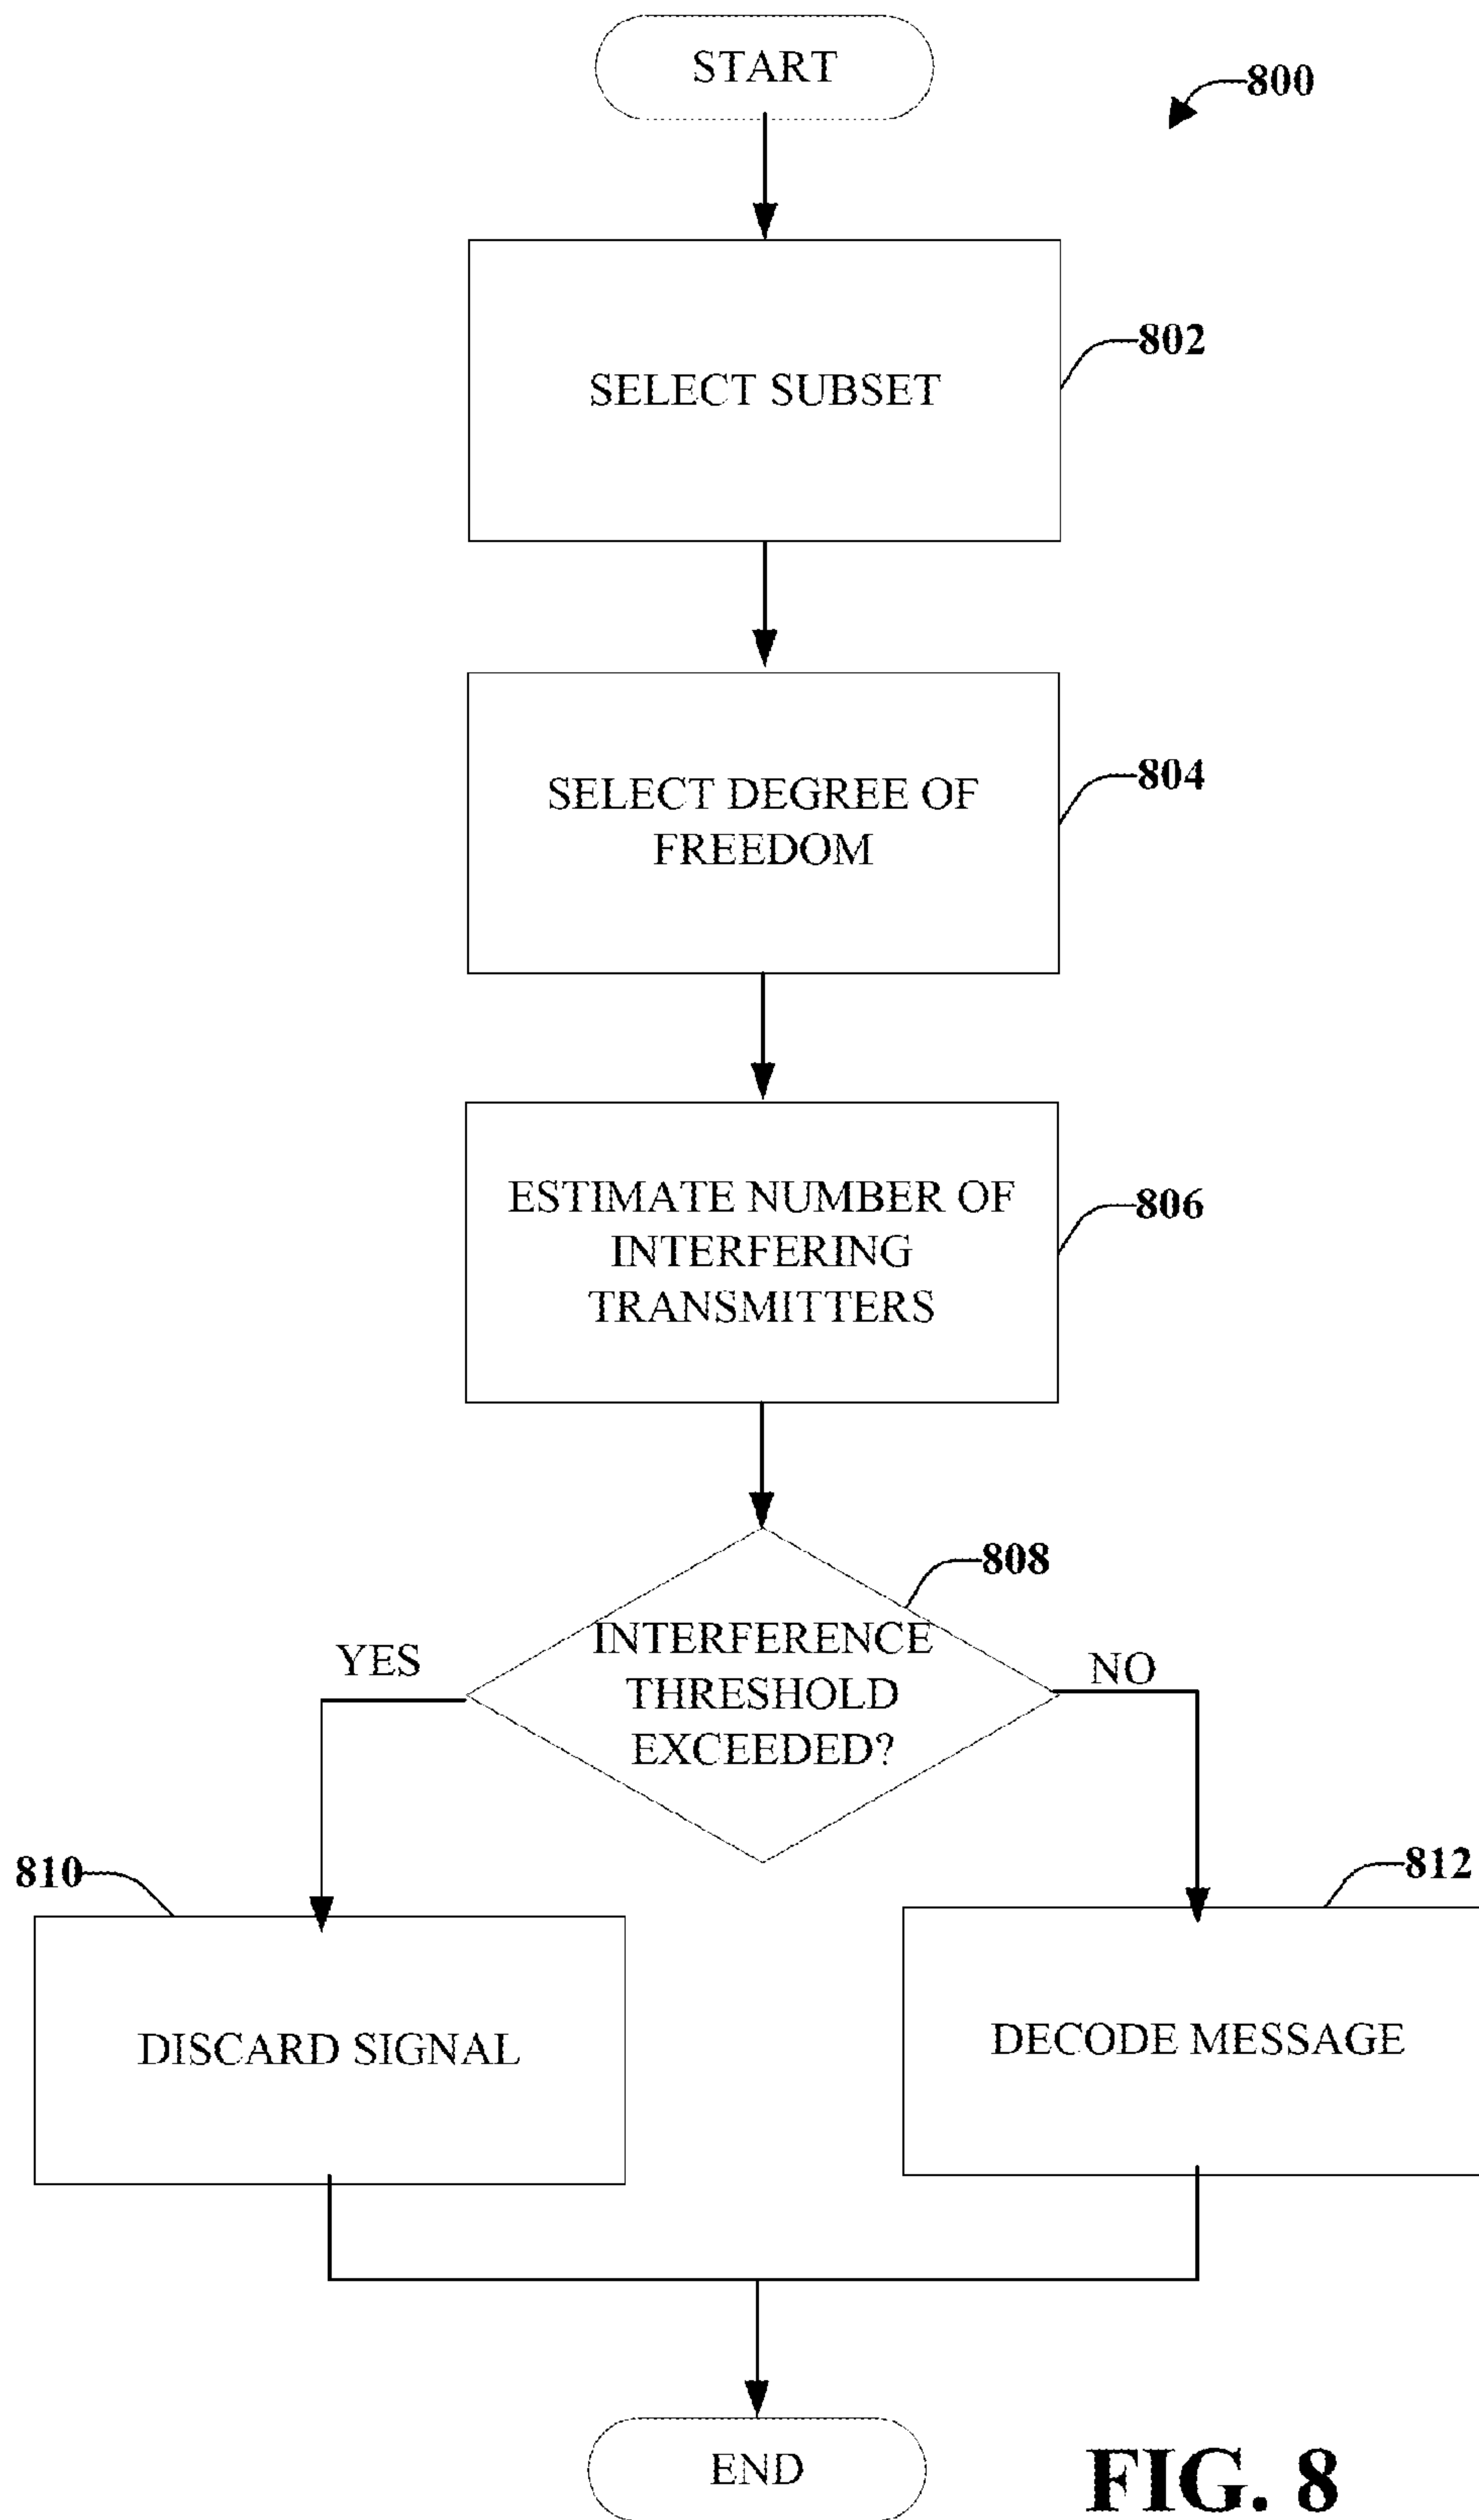 START
800
802
SELECT SUBSET
804
SELECT DEGREE OF
FREEDOM
806
ESTIMATE NUMBER OF
INTERFERING
TRANSMITTERS
808
INTERFERENCE
THRESHOLD
EXCEEDED?
YES
NO
810
812
DISCARD SIGNAL
DECODE MESSAGE
END
FIG. 8